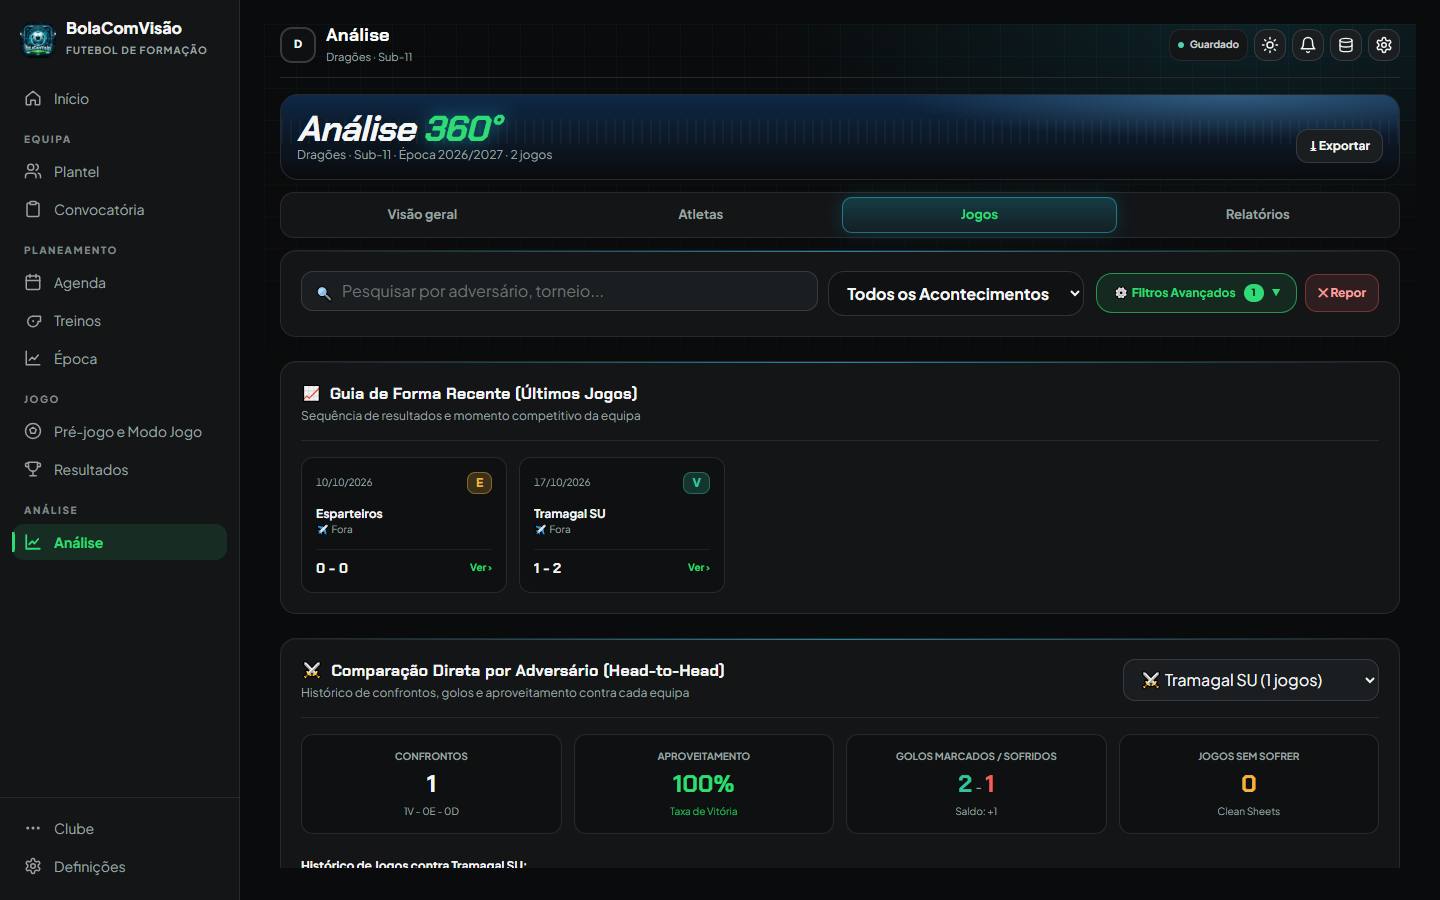 BolaComVisão
FUTEBOL DE FORMAÇÃO
Início
EQUIPA
Plantel
Convocatória
PLANEAMENTO
Agenda
Treinos
Época
JOGO
Pré-jogo e Modo Jogo
Resultados
ANÁLISE
Análise
Clube
Definições
D
Análise
Dragões · Sub-11
Guardado
Análise 360°
Dragões · Sub-11 · Época 2026/2027 · 2 jogos
Exportar
Visão geral
Atletas
Jogos
Relatórios
Pesquisar por adversário, torneio...
Todos os Acontecimentos
Filtros Avançados 1 ▼
✕ Repor
Guia de Forma Recente (Últimos Jogos)
Sequência de resultados e momento competitivo da equipa
10/10/2026 E
Esparteiros
Fora
0 - 0 Ver ›
17/10/2026 V
Tramagal SU
Fora
1 - 2 Ver ›
Comparação Direta por Adversário (Head-to-Head)
Histórico de confrontos, golos e aproveitamento contra cada equipa
Tramagal SU (1 jogos)
CONFRONTOS
1
1V - 0E - 0D
APROVEITAMENTO
100%
Taxa de Vitória
GOLOS MARCADOS / SOFRIDOS
2 - 1
Saldo: +1
JOGOS SEM SOFRER
0
Clean Sheets
Histórico de Jogos contra Tramagal SU: